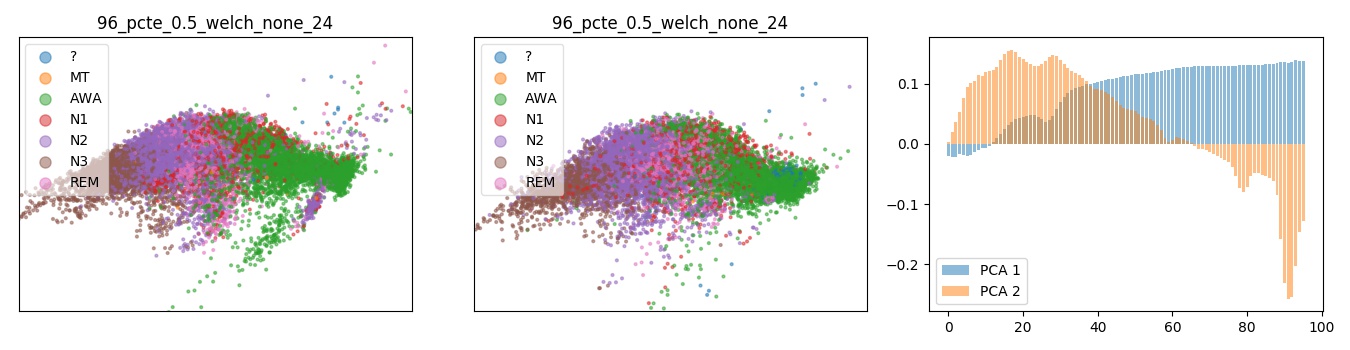 96_pcte_0.5_welch_none_24
?
MT
AWA
N1
N2
N3
REM
96_pcte_0.5_welch_none_24
?
MT
AWA
N1
N2
N3
REM
0.1
0.0
−0.1
−0.2
PCA 1
PCA 2
0 20 40 60 80 100